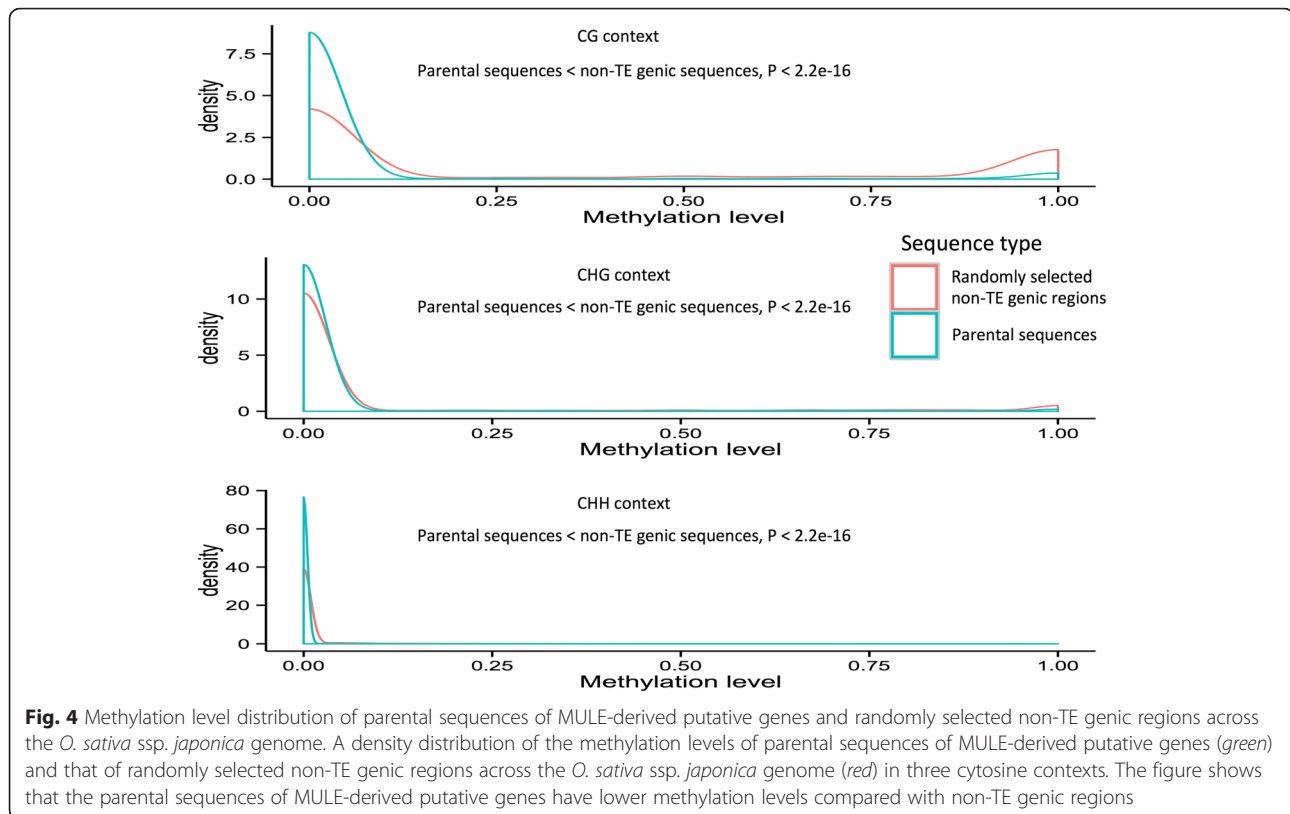 CG context
Parental sequences < non-TE genic sequences, P < 2.2e-16
density
7.5
5.0
2.5
0.0
0.00 0.25 0.50 0.75 1.00
Methylation level
Sequence type
Randomly selected
non-TE genic regions
Parental sequences
CHG context
Parental sequences < non-TE genic sequences, P < 2.2e-16
density
10
5
0
0.00 0.25 0.50 0.75 1.00
Methylation level
CHH context
Parental sequences < non-TE genic sequences, P < 2.2e-16
density
80
60
40
20
0
0.00 0.25 0.50 0.75 1.00
Methylation level
Fig. 4 Methylation level distribution of parental sequences of MULE-derived putative genes and randomly selected non-TE genic regions across
the O. sativa ssp. japonica genome. A density distribution of the methylation levels of parental sequences of MULE-derived putative genes (green)
and that of randomly selected non-TE genic regions across the O. sativa ssp. japonica genome (red) in three cytosine contexts. The figure shows
that the parental sequences of MULE-derived putative genes have lower methylation levels compared with non-TE genic regions